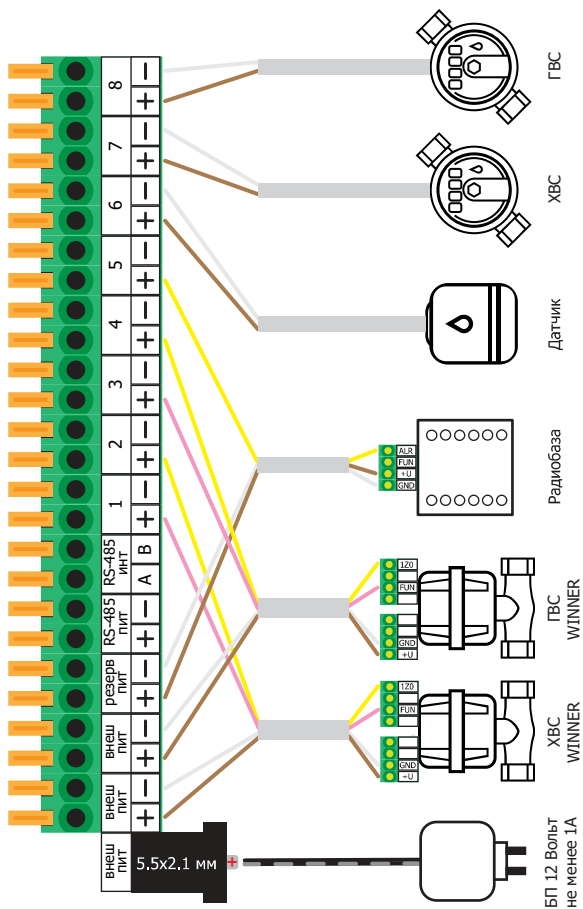 внеш
пит
внеш
пит
+ −
внеш
пит
+ −
резерв
пит
+ −
RS-485
пит
+ −
RS-485
инт
A B
1
+ −
2
+ −
3
+ −
4
+ −
5
+ −
6
+ −
7
+ −
8
+ −
5.5x2.1 мм
+
1Z0
FUN
GND
+U
1Z0
FUN
GND
+U
ALR
FUN
+U
GND
БП 12 Вольт
не менее 1А
ХВС
WINNER
ГВС
WINNER
Радиобаза
Датчик
ХВС
ГВС